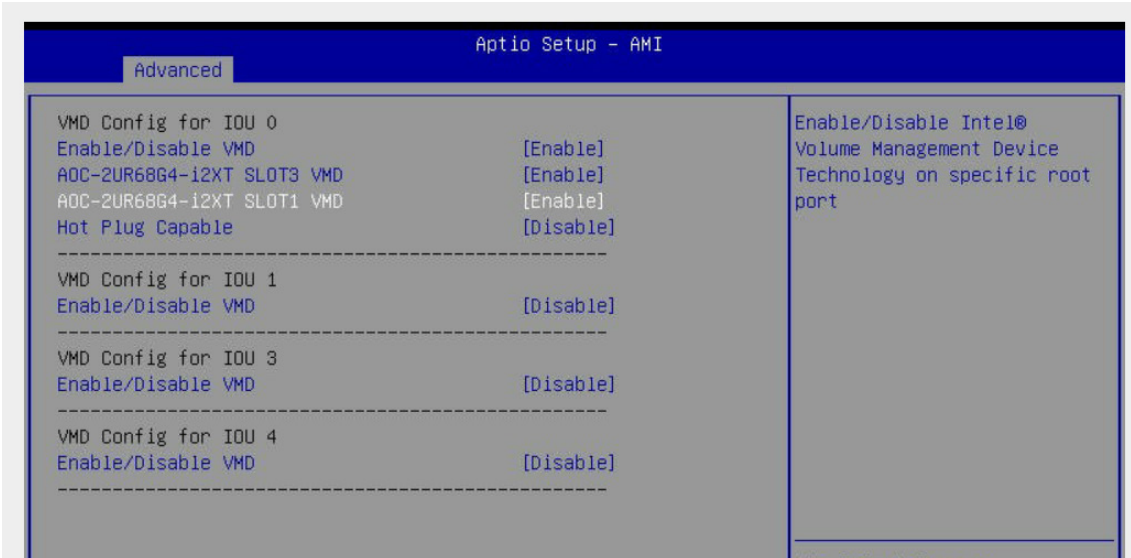 Aptio Setup – AMI
Advanced
VMD Config for IOU 0
Enable/Disable VMD [Enable]
AOC-2UR68G4-i2XT SLOT3 VMD [Enable]
AOC-2UR68G4-i2XT SLOT1 VMD [Enable]
Hot Plug Capable [Disable]
--------------------------------------------------
VMD Config for IOU 1
Enable/Disable VMD [Disable]
--------------------------------------------------
VMD Config for IOU 3
Enable/Disable VMD [Disable]
--------------------------------------------------
VMD Config for IOU 4
Enable/Disable VMD [Disable]
--------------------------------------------------
Enable/Disable Intel®
Volume Management Device
Technology on specific root
port